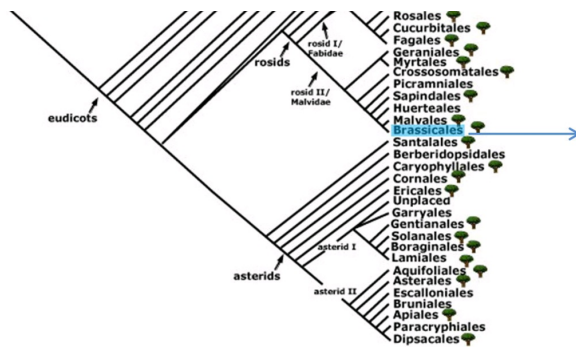 Rosales
Cucurbitales
Fagales
Geraniales
Myrtales
Crossosomatales
Picramniales
Sapindales
Huerteales
Malvales
Brassicales
Santalales
Berberidopsidales
Caryophyllales
Cornales
Ericales
Unplaced
Garryales
Gentianales
Solanales
Boraginales
Lamiales
Aquifoliales
Asterales
Escalloniales
Bruniales
Apiales
Paracryphiales
Dipsacales
rosid I/
Fabidae
rosids
rosid II/
Malvidae
eudicots
asterid I
asterids
asterid II